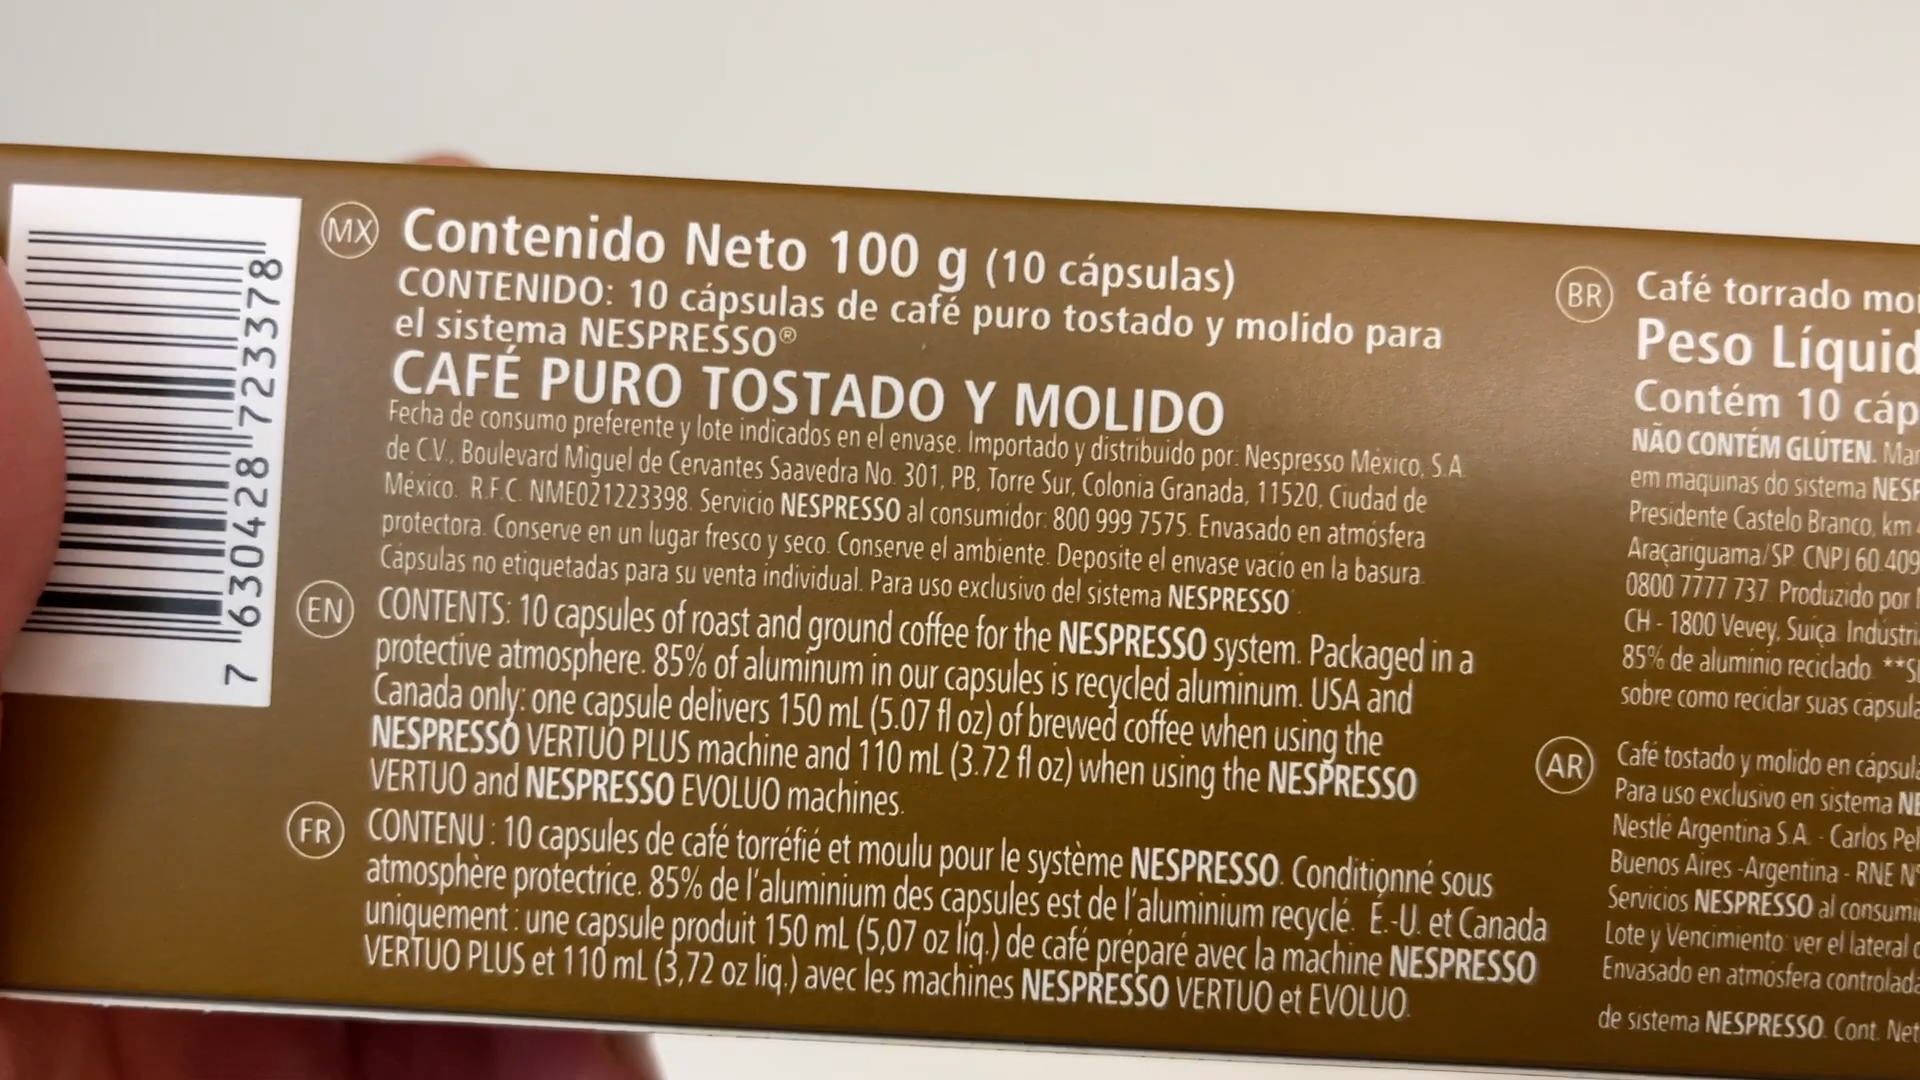 7 630428 723378
MX
Contenido Neto 100 g (10 cápsulas)
CONTENIDO: 10 cápsulas de café puro tostado y molido para
el sistema NESPRESSO®
CAFÉ PURO TOSTADO Y MOLIDO
Fecha de consumo preferente y lote indicados en el envase. Importado y distribuido por: Nespresso México, S.A.
de C.V., Boulevard Miguel de Cervantes Saavedra No. 301, PB, Torre Sur, Colonia Granada, 11520, Ciudad de
México. R.F.C. NME021223398. Servicio NESPRESSO al consumidor: 800 999 7575. Envasado en atmósfera
protectora. Conserve en un lugar fresco y seco. Conserve el ambiente. Deposite el envase vacío en la basura.
Cápsulas no etiquetadas para su venta individual. Para uso exclusivo del sistema NESPRESSO.
EN
CONTENTS: 10 capsules of roast and ground coffee for the NESPRESSO system. Packaged in a
protective atmosphere. 85% of aluminum in our capsules is recycled aluminum. USA and
Canada only: one capsule delivers 150 mL (5.07 fl oz) of brewed coffee when using the
NESPRESSO VERTUO PLUS machine and 110 mL (3.72 fl oz) when using the NESPRESSO
VERTUO and NESPRESSO EVOLUO machines.
FR
CONTENU : 10 capsules de café torréfié et moulu pour le système NESPRESSO. Conditionné sous
atmosphère protectrice. 85% de l'aluminium des capsules est de l'aluminium recyclé. É.-U. et Canada
uniquement : une capsule produit 150 mL (5,07 oz liq.) de café préparé avec la machine NESPRESSO
VERTUO PLUS et 110 mL (3,72 oz liq.) avec les machines NESPRESSO VERTUO et EVOLUO.
BR
Café torrado
Peso
Contém 10
NÃO CONTÉM GLÚTEN.
em máquinas do sistema
Presidente Castelo Branco, km
Araçariguama/SP. CNPJ 60.409
0800 7777 737. Produzido por
CH - 1800 Vevey, Suíça.
85% de alumínio reciclado.
sobre como reciclar suas
AR
Café tostado y molido en
Para uso exclusivo en sistema
Nestlé Argentina S.A. - Carlos
Buenos Aires -Argentina - RNE
Servicios NESPRESSO al
Lote y Vencimiento: ver el lateral
Envasado en atmósfera
de sistema NESPRESSO. Cont.